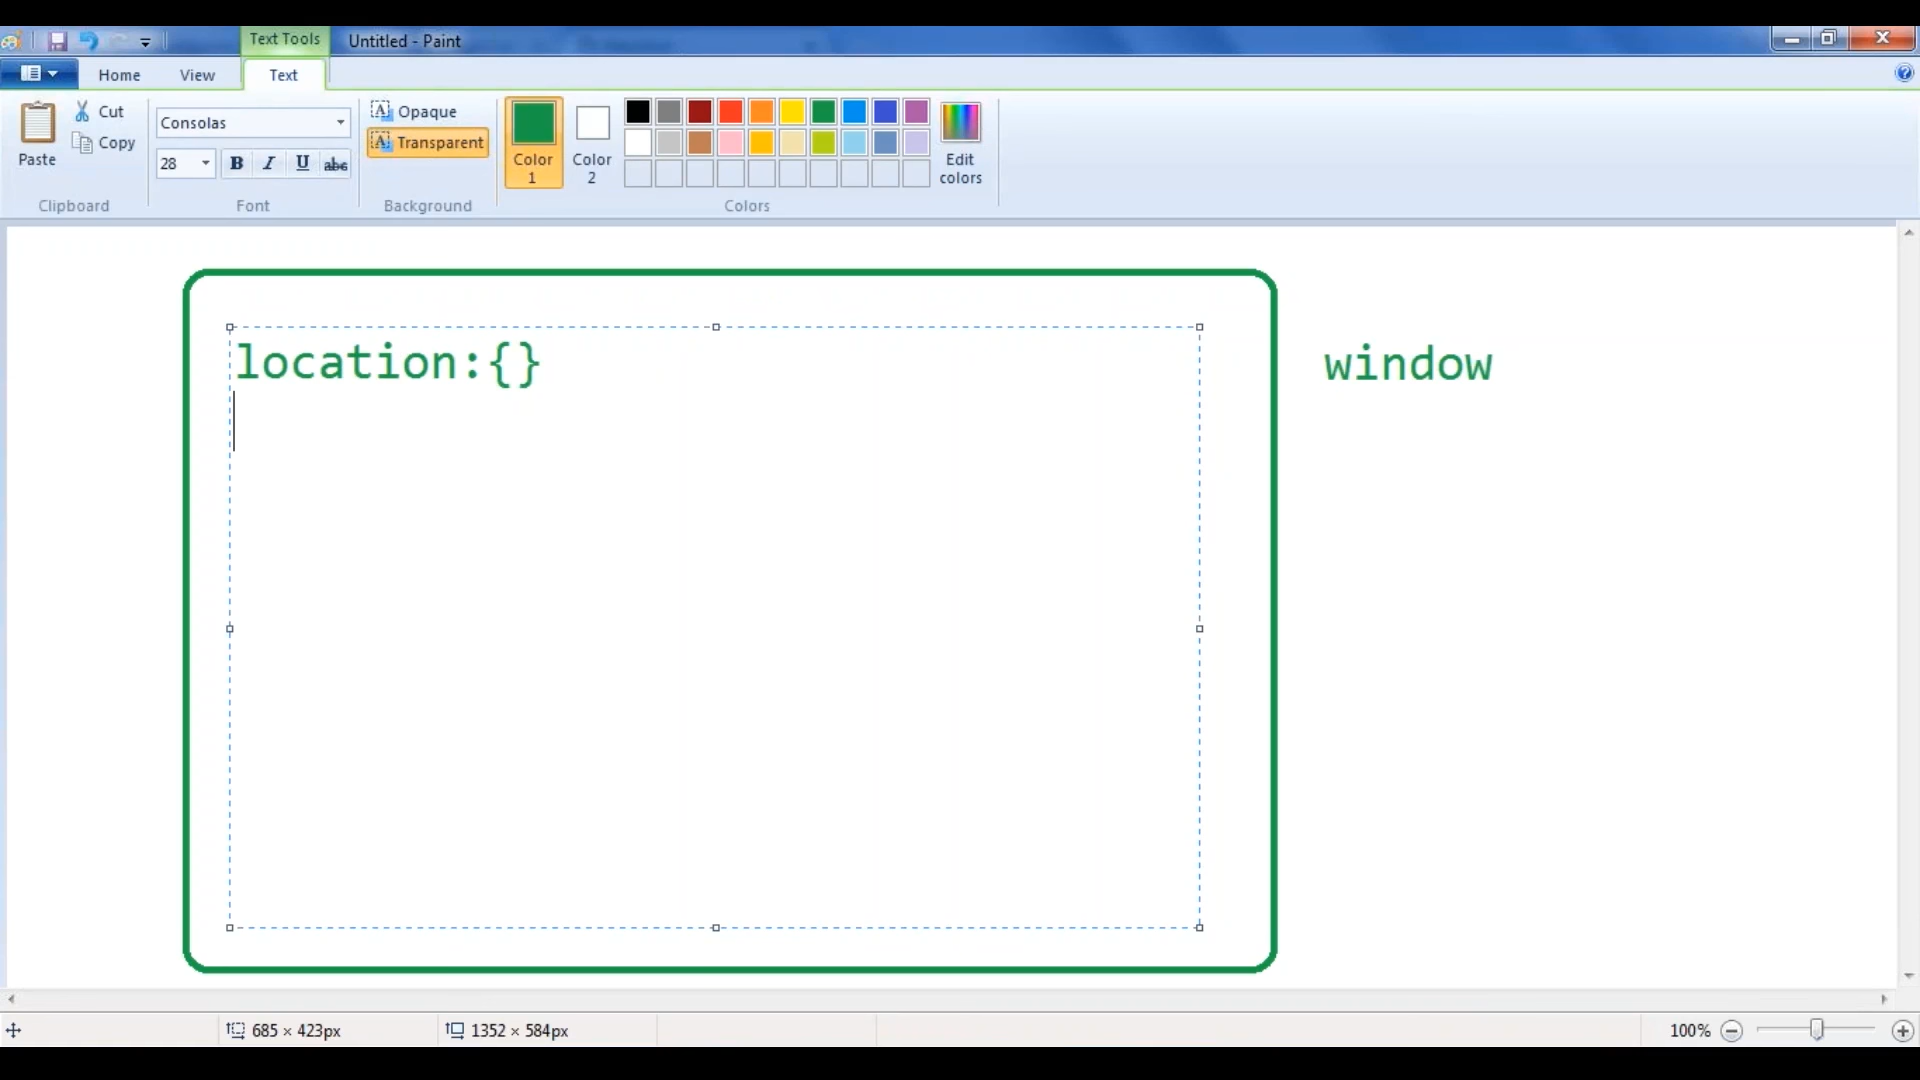 Text Tools
Untitled - Paint
Home
View
Text
Paste
Cut
Copy
Clipboard
Consolas
28
B
I
U
abc
Font
Opaque
Transparent
Background
Color 1
Color 2
Edit colors
Colors
location:{}
window
685 × 423px
1352 × 584px
100%